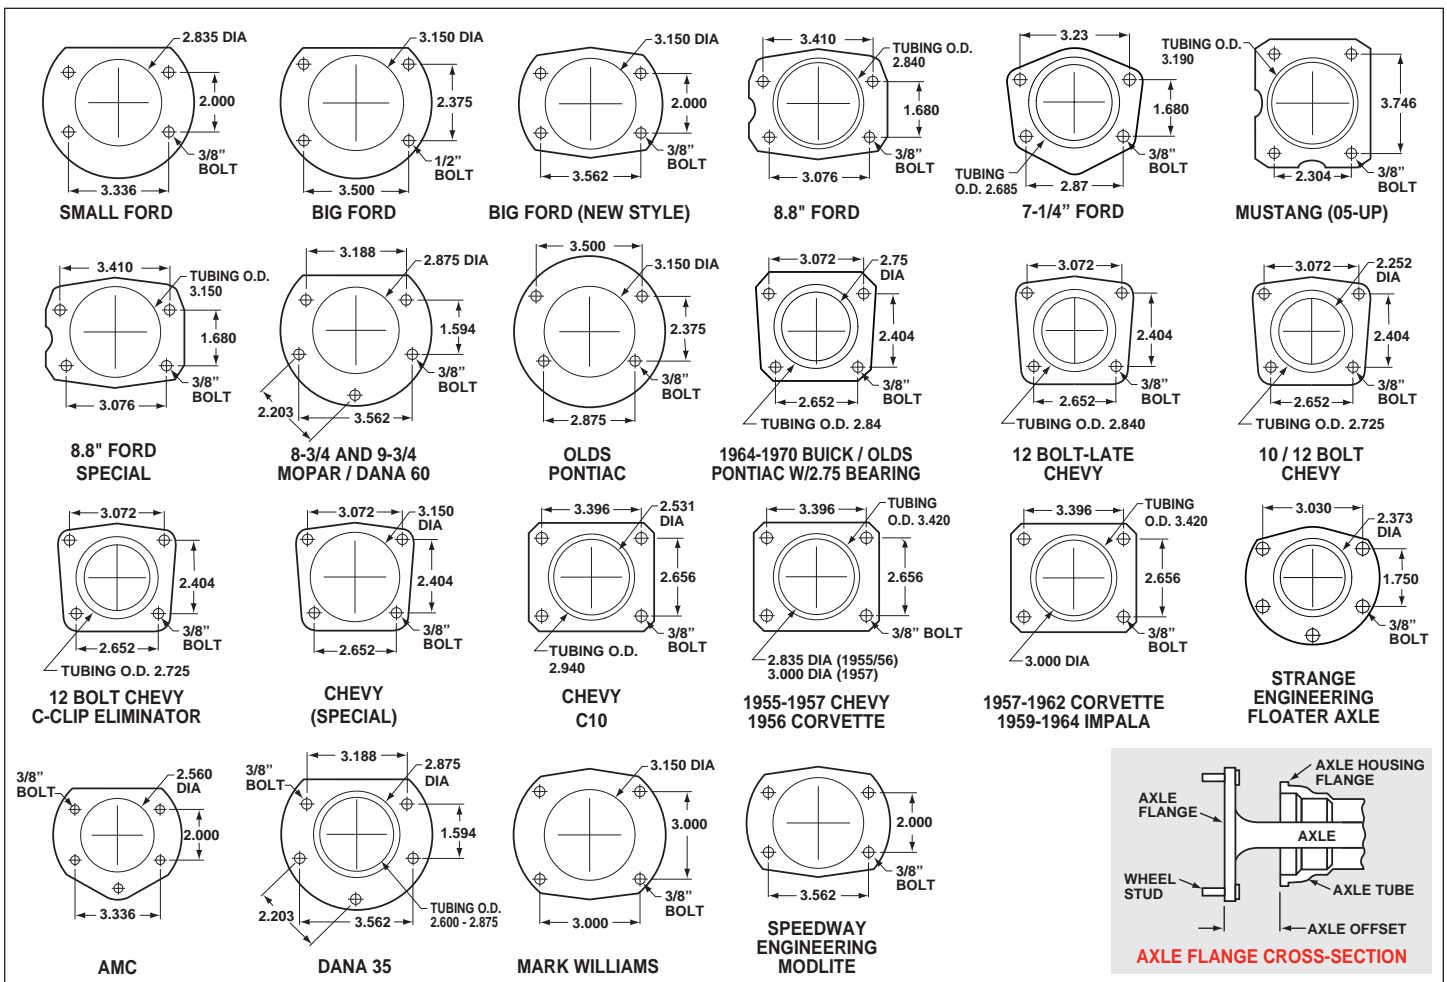 2.835 DIA
2.000
3/8”
BOLT
3.336
SMALL FORD
3.150 DIA
2.375
1/2”
BOLT
3.500
BIG FORD
3.150 DIA
2.000
3/8”
BOLT
3.562
BIG FORD (NEW STYLE)
3.410
TUBING O.D.
2.840
1.680
3/8”
BOLT
3.076
8.8" FORD
3.23
1.680
3/8”
BOLT
TUBING
O.D. 2.685
2.87
7-1/4” FORD
TUBING O.D.
3.190
3.746
3/8”
BOLT
2.304
MUSTANG (05-UP)
3.410
TUBING O.D.
3.150
1.680
3/8”
BOLT
3.076
8.8" FORD
SPECIAL
3.188
2.875 DIA
1.594
3/8”
BOLT
2.203
3.562
8-3/4 AND 9-3/4
MOPAR / DANA 60
3.500
3.150 DIA
2.375
3/8”
BOLT
2.875
OLDS
PONTIAC
3.072
2.75
DIA
2.404
3/8”
BOLT
2.652
TUBING O.D. 2.84
1964-1970 BUICK / OLDS
PONTIAC W/2.75 BEARING
3.072
2.404
3/8”
BOLT
2.652
TUBING O.D. 2.840
12 BOLT-LATE
CHEVY
3.072
2.252
DIA
2.404
3/8”
BOLT
2.652
TUBING O.D. 2.725
10 / 12 BOLT
CHEVY
3.072
2.404
3/8”
BOLT
2.652
TUBING O.D. 2.725
12 BOLT CHEVY
C-CLIP ELIMINATOR
3.072
3.150
DIA
2.404
3/8”
BOLT
2.652
CHEVY
(SPECIAL)
3.396
2.531
DIA
2.656
3/8”
BOLT
TUBING O.D.
2.940
CHEVY
C10
3.396
TUBING
O.D. 3.420
2.656
3/8” BOLT
2.835 DIA (1955/56)
3.000 DIA (1957)
1955-1957 CHEVY
1956 CORVETTE
3.396
TUBING
O.D. 3.420
2.656
3/8”
BOLT
3.000 DIA
1957-1962 CORVETTE
1959-1964 IMPALA
3.030
2.373
DIA
1.750
3/8”
BOLT
STRANGE
ENGINEERING
FLOATER AXLE
3/8”
BOLT
2.560
DIA
2.000
3.336
AMC
3/8”
BOLT
3.188
2.875
DIA
1.594
2.203
3.562
TUBING O.D.
2.600 - 2.875
DANA 35
3.150 DIA
3.000
3/8”
BOLT
3.000
MARK WILLIAMS
2.000
3/8”
BOLT
3.562
SPEEDWAY
ENGINEERING
MODLITE
AXLE HOUSING
FLANGE
AXLE
FLANGE
AXLE
WHEEL
STUD
AXLE TUBE
AXLE OFFSET
AXLE FLANGE CROSS-SECTION